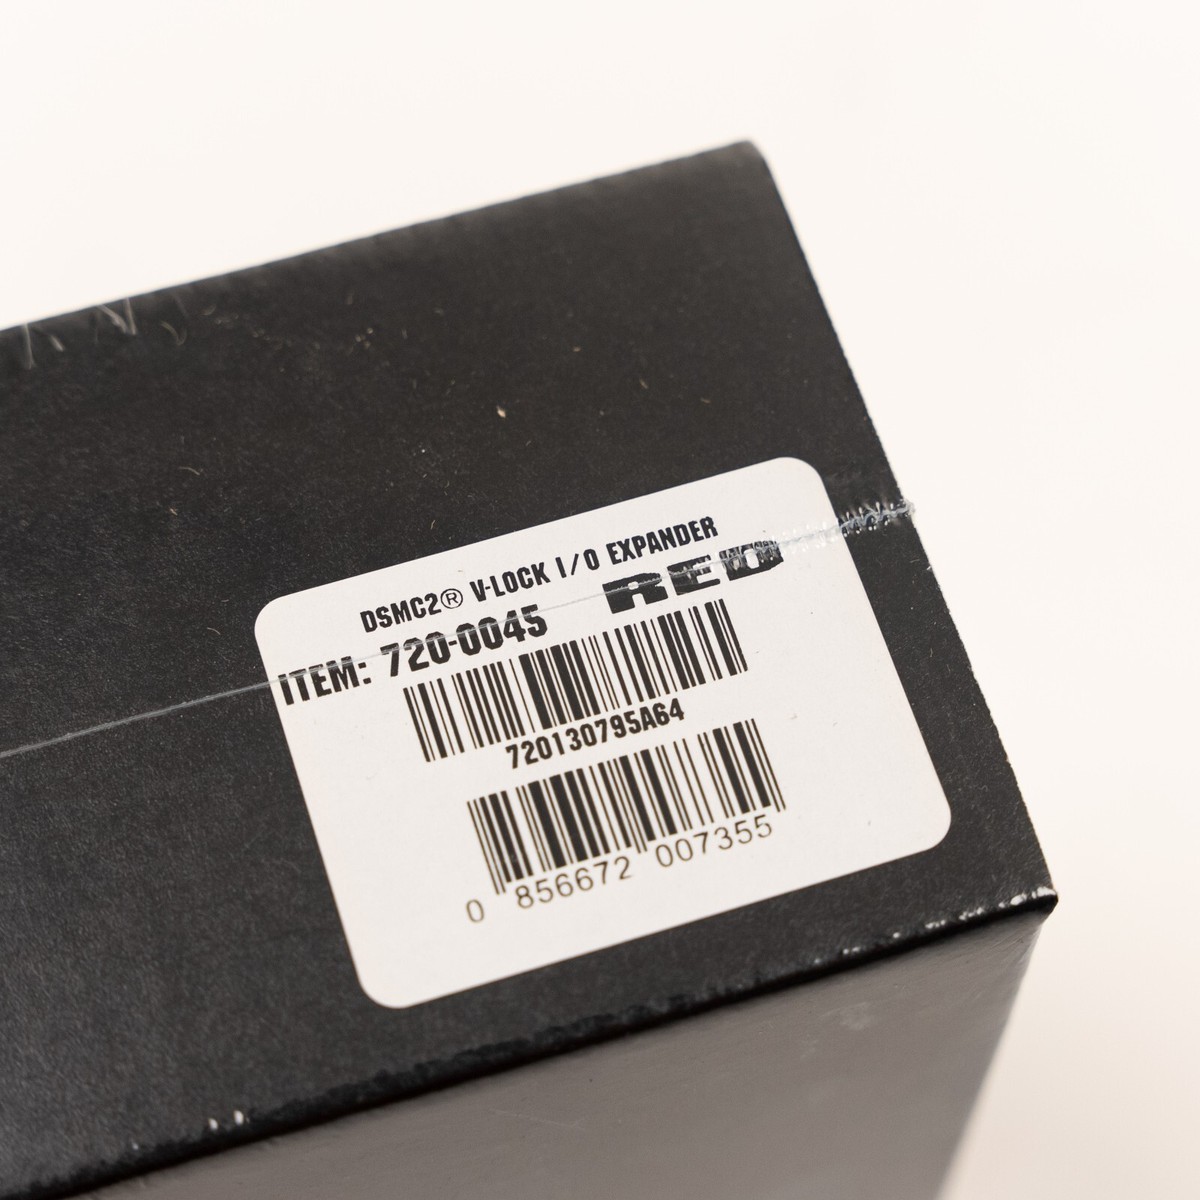 DSMC2® V-LOCK I/O EXPANDER
ITEM: 720-0045 RED
720130795A64
0 856672 007355